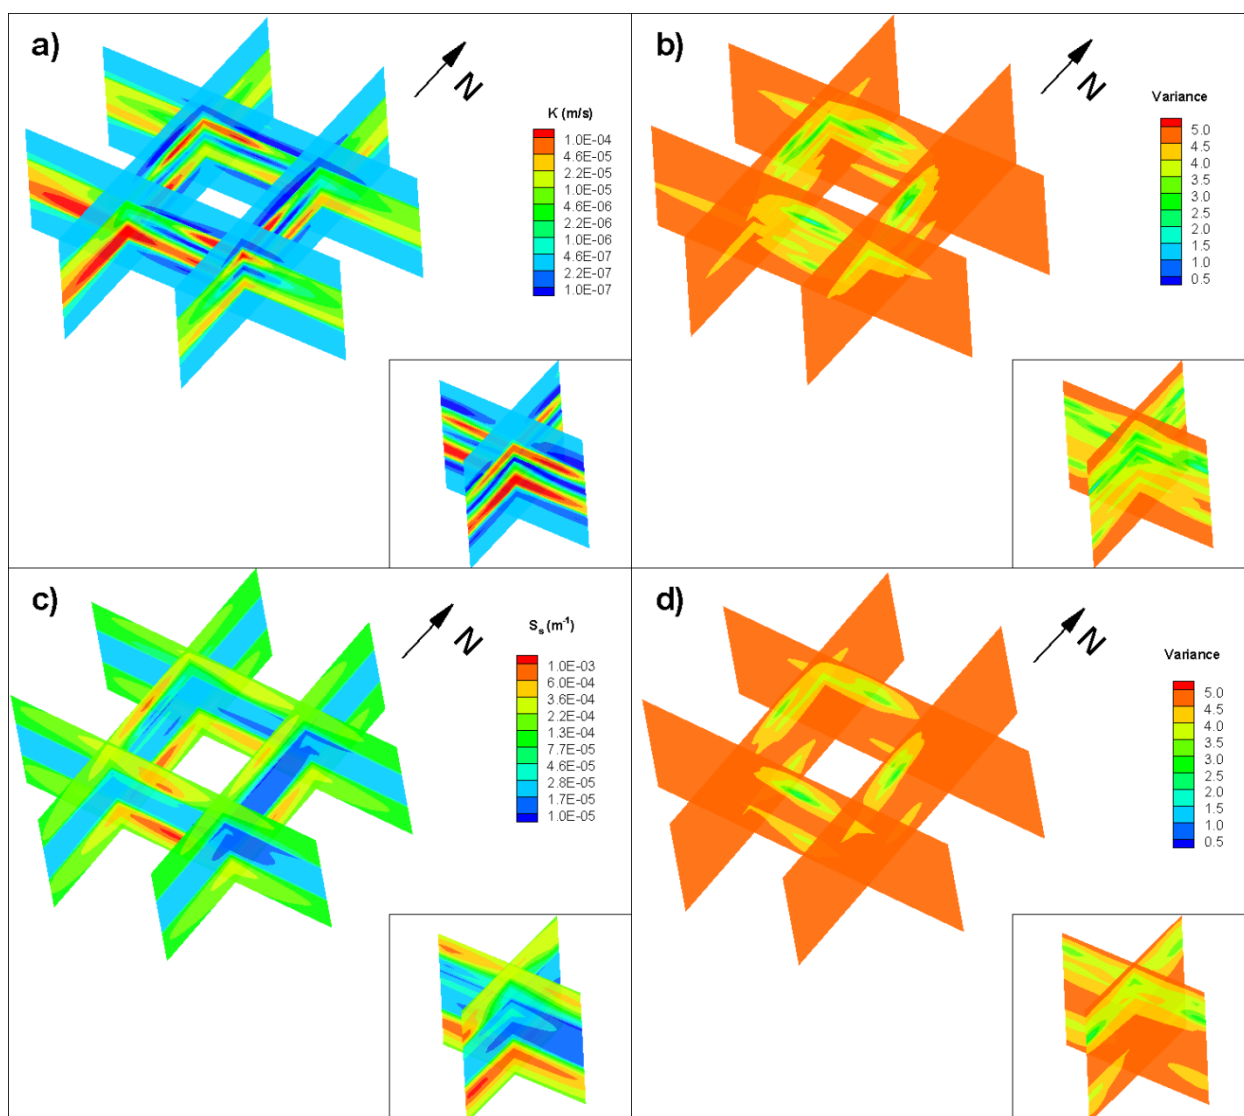 a)
N
K (m/s)
1.0E-04
4.6E-05
2.2E-05
1.0E-05
4.6E-06
2.2E-06
1.0E-06
4.6E-07
2.2E-07
1.0E-07
b)
N
Variance
5.0
4.5
4.0
3.5
3.0
2.5
2.0
1.5
1.0
0.5
c)
N
Ss (m-1)
1.0E-03
6.0E-04
3.6E-04
2.2E-04
1.3E-04
7.7E-05
4.6E-05
2.8E-05
1.7E-05
1.0E-05
d)
N
Variance
5.0
4.5
4.0
3.5
3.0
2.5
2.0
1.5
1.0
0.5